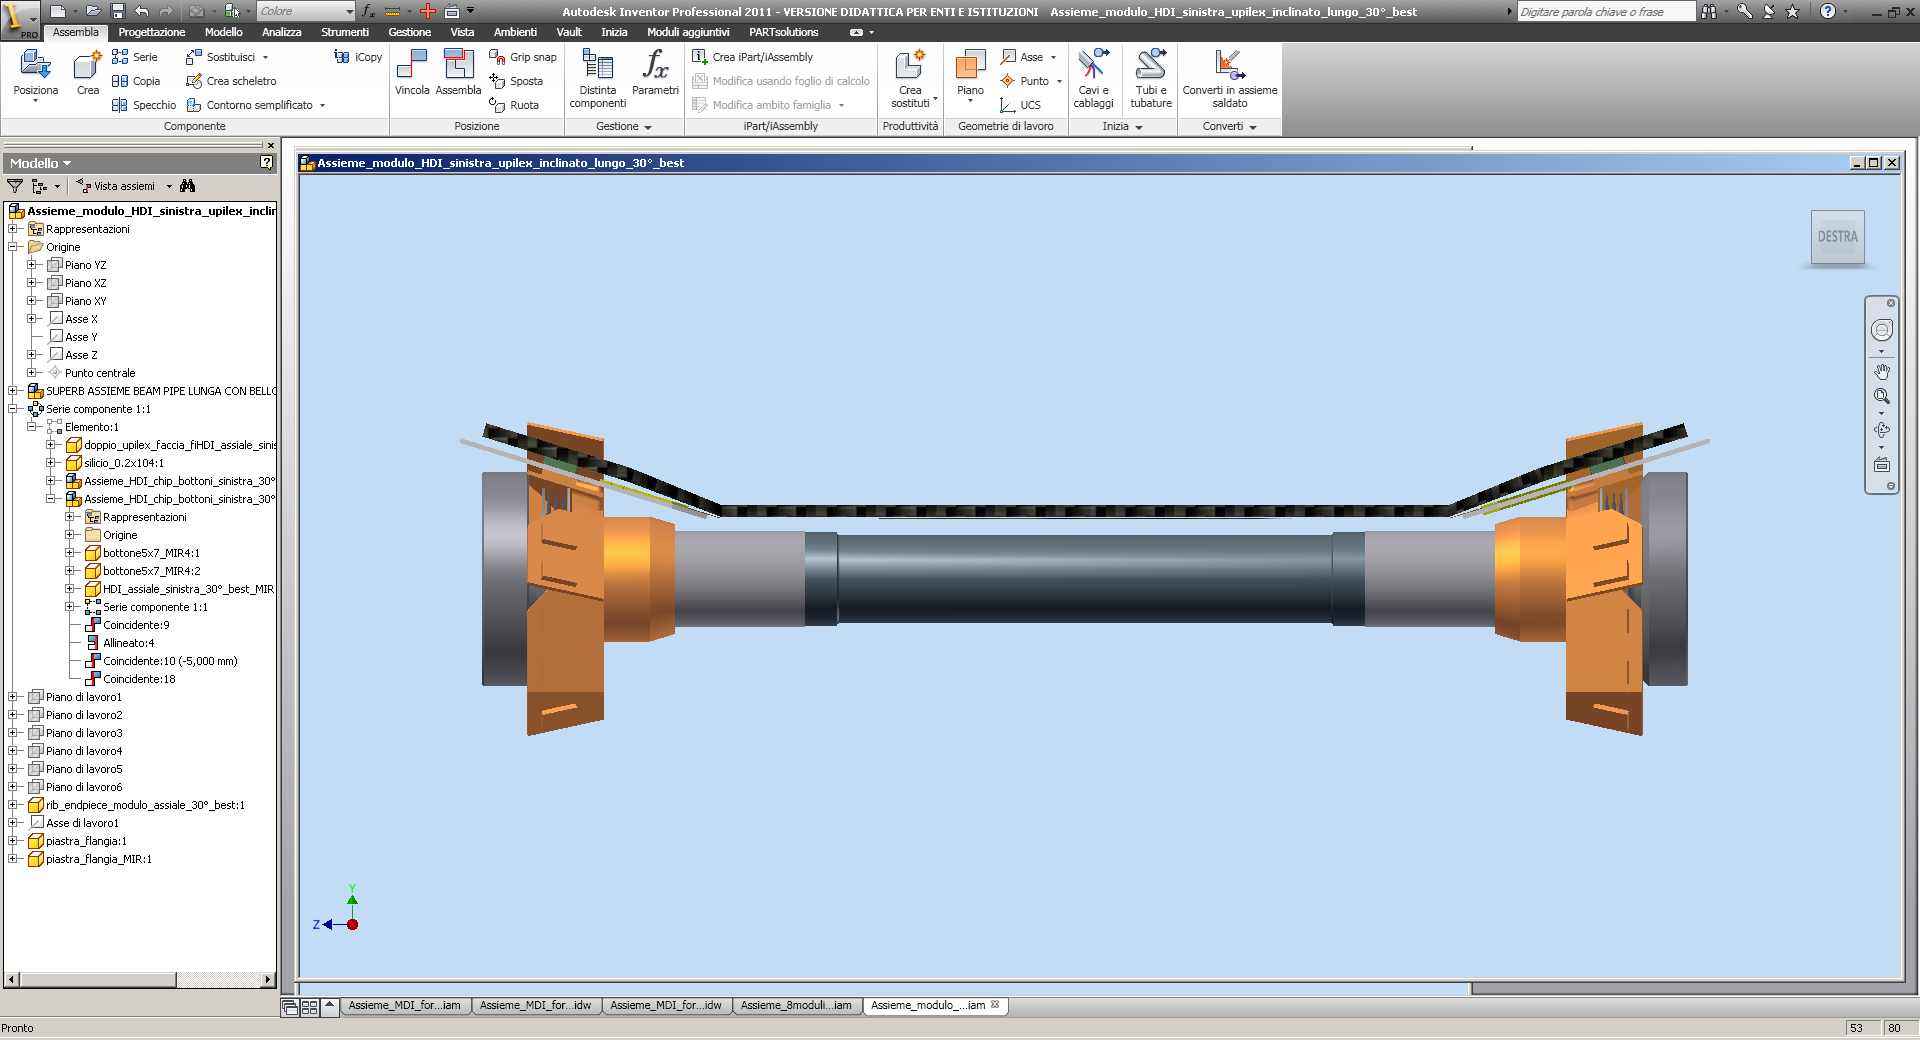 Colore
Autodesk Inventor Professional 2011 - VERSIONE DIDATTICA PER ENTI E ISTITUZIONI Assieme_modulo_HDI_sinistra_upilex_inclinato_lungo_30°_best
Digitare parola chiave o frase
PRO
Assembla Progettazione Modello Analizza Strumenti Gestione Vista Ambienti Vault Inizia Moduli aggiuntivi PARTsolutions
Posiziona
Crea
Serie
Copia
Specchio
Sostituisci
Crea scheletro
Contorno semplificato
iCopy
Componente
Vincola
Assembla
Grip snap
Sposta
Ruota
Posizione
Distinta componenti
Parametri
Gestione
Crea iPart/iAssembly
Modifica usando foglio di calcolo
Modifica ambito famiglia
iPart/iAssembly
Crea sostituti
Produttività
Piano
Asse
Punto
UCS
Geometrie di lavoro
Cavi e cablaggi
Tubi e tubature
Inizia
Converti in assieme saldato
Converti
Modello
Vista assiemi
Assieme_modulo_HDI_sinistra_upilex_inclin
Rappresentazioni
Origine
Piano YZ
Piano XZ
Piano XY
Asse X
Asse Y
Asse Z
Punto centrale
SUPERB ASSIEME BEAM PIPE LUNGA CON BELLO
Serie componente 1:1
Elemento:1
doppio_upilex_faccia_fiHDI_assiale_sinis
silicio_0.2x104:1
Assieme_HDI_chip_bottoni_sinistra_30°
Assieme_HDI_chip_bottoni_sinistra_30°
Rappresentazioni
Origine
bottone5x7_MIR4:1
bottone5x7_MIR4:2
HDI_assiale_sinistra_30°_best_MIR
Serie componente 1:1
Coincidente:9
Allineato:4
Coincidente:10 (-5,000 mm)
Coincidente:18
Piano di lavoro1
Piano di lavoro2
Piano di lavoro3
Piano di lavoro4
Piano di lavoro5
Piano di lavoro6
rib_endpiece_modulo_assiale_30°_best:1
Asse di lavoro1
piastra_flangia:1
piastra_flangia_MIR:1
Assieme_modulo_HDI_sinistra_upilex_inclinato_lungo_30°_best
DESTRA
Y
Z
Assieme_MDI_for...iam
Assieme_MDI_for...idw
Assieme_MDI_for...idw
Assieme_8moduli...iam
Assieme_modulo_...iam
Pronto
53 80